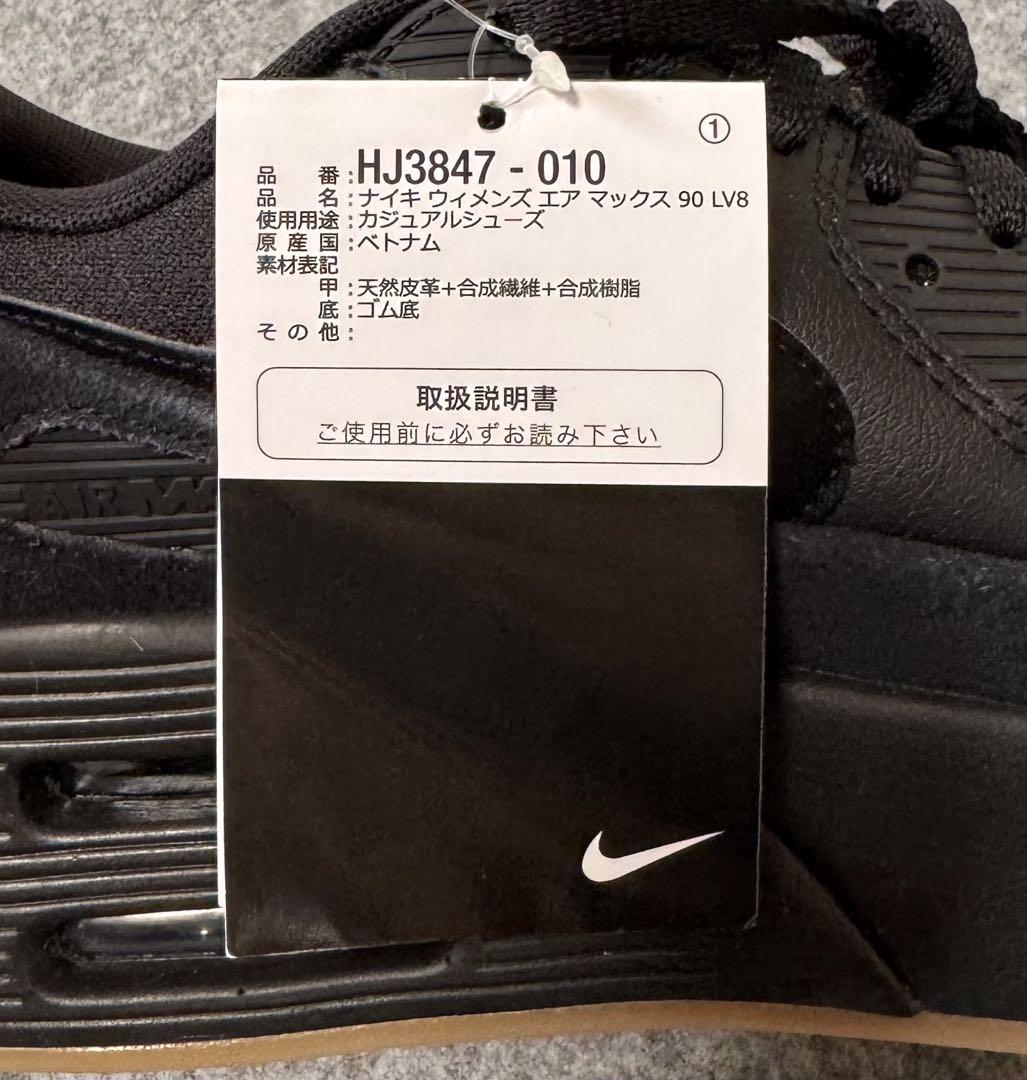 ①
品番:HJ3847 - 010
品名:ナイキ ウィメンズ エア マックス 90 LV8
使用用途:カジュアルシューズ
原産国:ベトナム
素材表記
甲:天然皮革+合成繊維+合成樹脂
底:ゴム底
その他:
取扱説明書
ご使用前に必ずお読み下さい
AIR MA